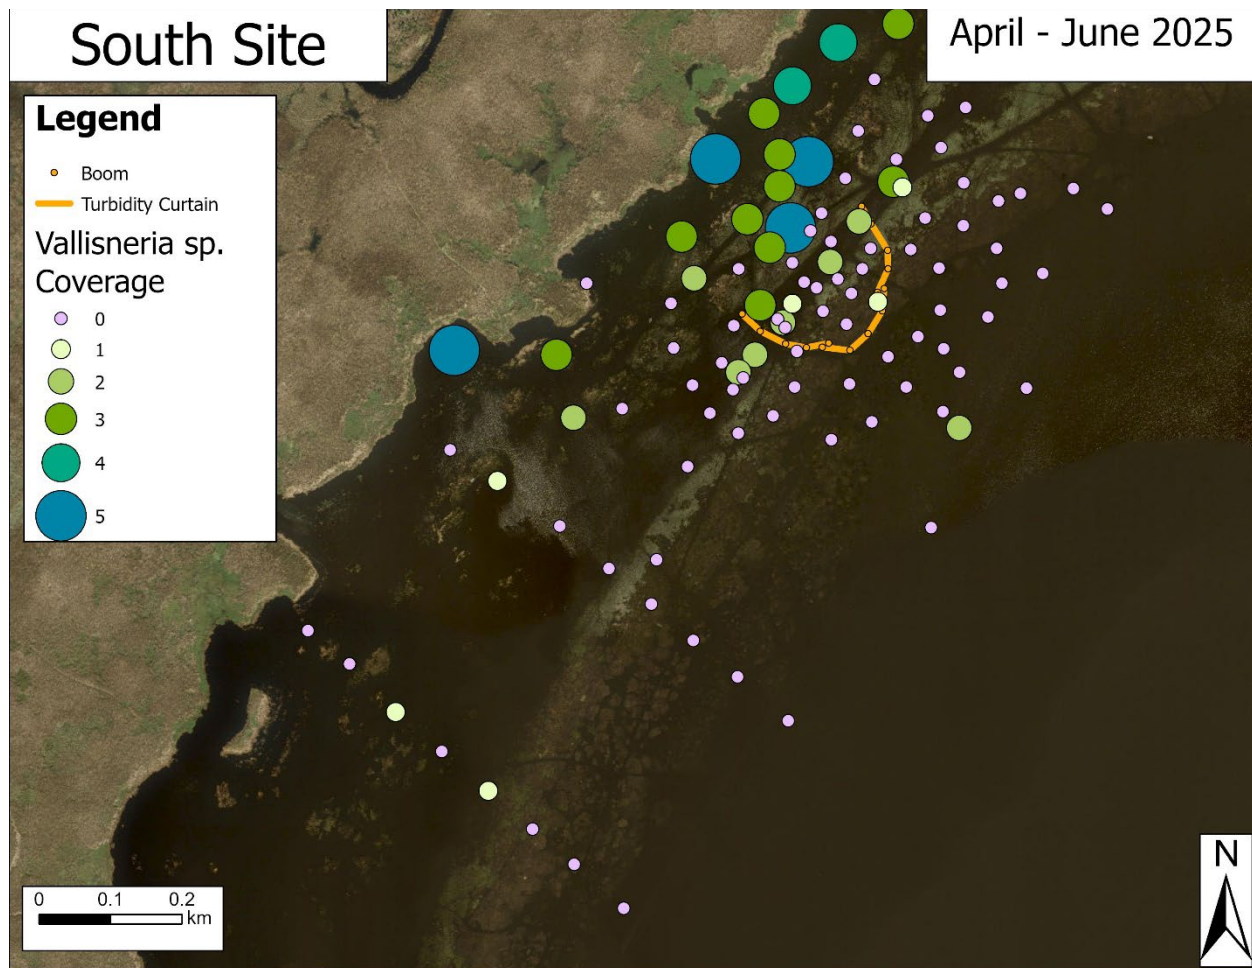 South Site
April - June 2025
Legend
Boom
Turbidity Curtain
Vallisneria sp.
Coverage
0
1
2
3
4
5
0 0.1 0.2
km
N